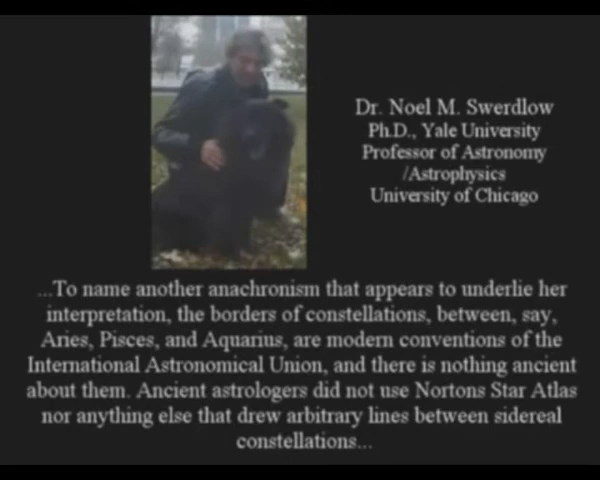 Dr. Noel M. Swerdlow
Ph.D., Yale University
Professor of Astronomy
/Astrophysics
University of Chicago
...To name another anachronism that appears to underlie her
interpretation, the borders of constellations, between, say,
Aries, Pisces, and Aquarius, are modern conventions of the
International Astronomical Union, and there is nothing ancient
about them. Ancient astrologers did not use Nortons Star Atlas
nor anything else that drew arbitrary lines between sidereal
constellations...